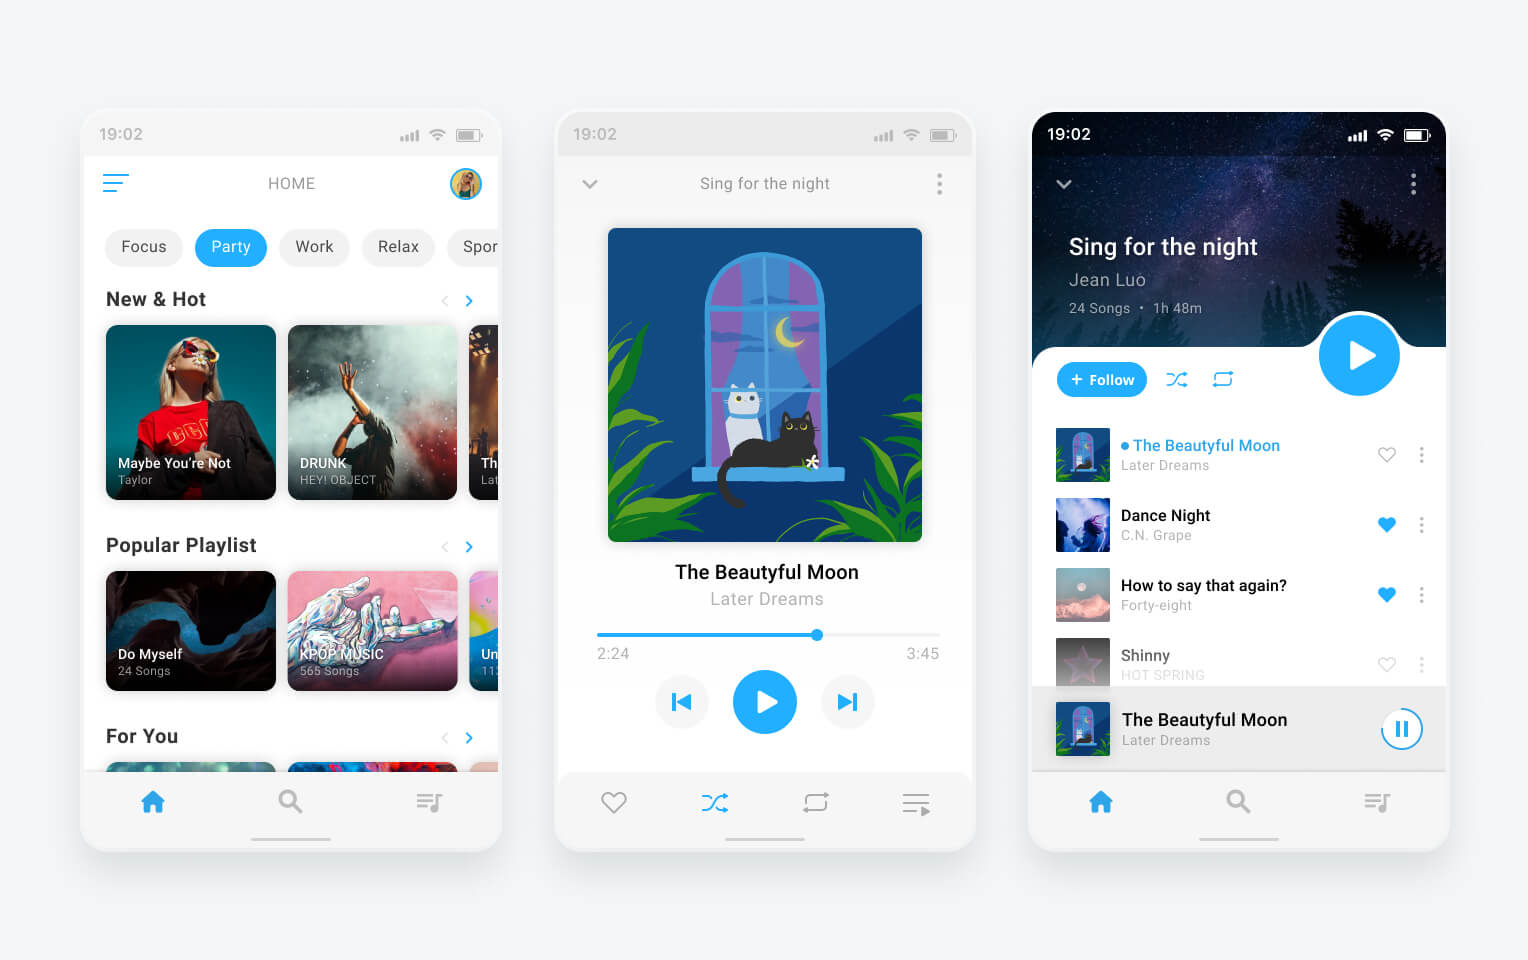 19:02
HOME
Focus
Party
Work
Relax
Spor
New & Hot
Maybe You're Not
Taylor
DRUNK
HEY! OBJECT
Th
Lat
Popular Playlist
Do Myself
24 Songs
KPOP MUSIC
565 Songs
Un
112
For You
19:02
Sing for the night
The Beautyful Moon
Later Dreams
2:24
3:45
19:02
Sing for the night
Jean Luo
24 Songs • 1h 48m
+ Follow
The Beautyful Moon
Later Dreams
Dance Night
C.N. Grape
How to say that again?
Forty-eight
Shinny
HOT SPRING
The Beautyful Moon
Later Dreams